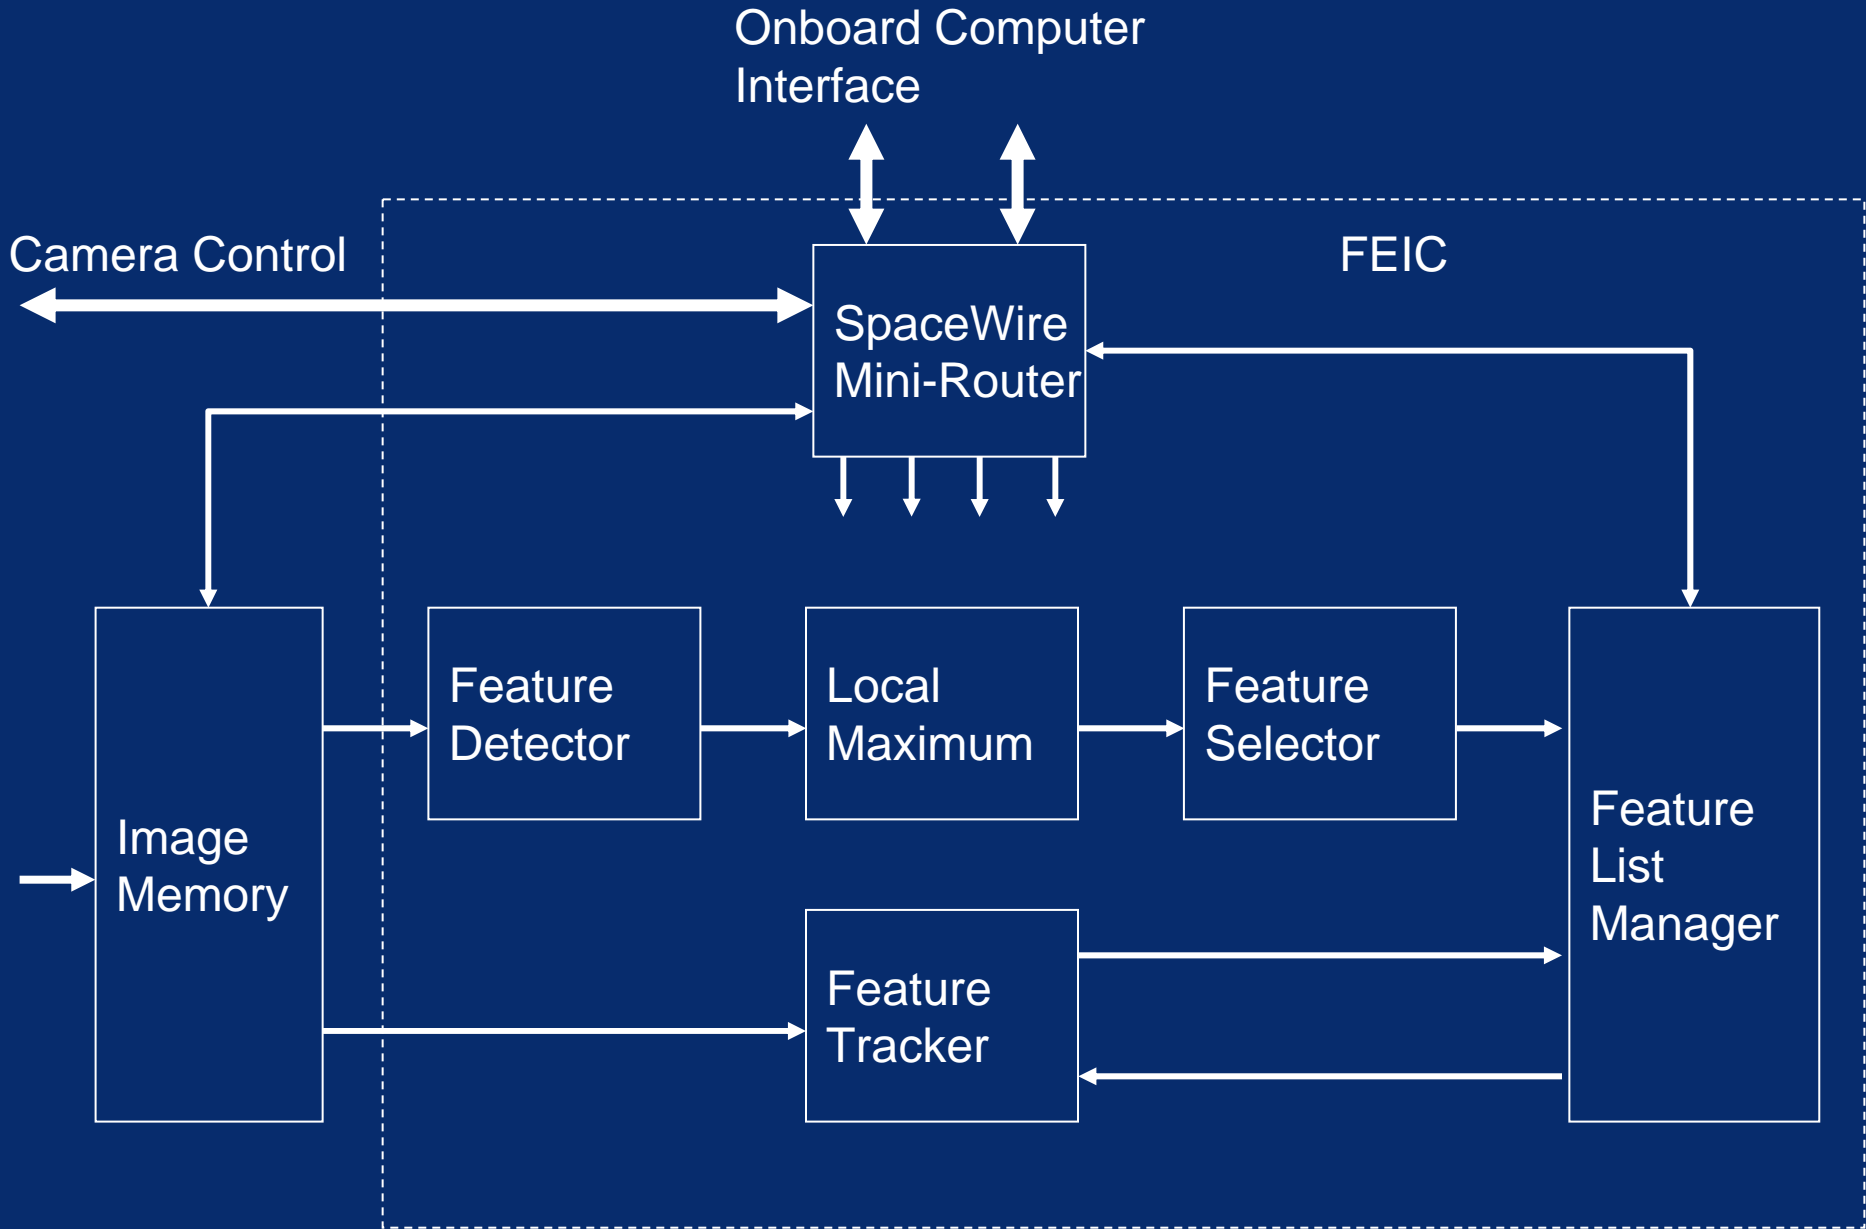 Onboard Computer
Interface
Camera Control
FEIC
SpaceWire
Mini-Router
Feature
Detector
Local
Maximum
Feature
Selector
Image
Memory
Feature
List
Manager
Feature
Tracker